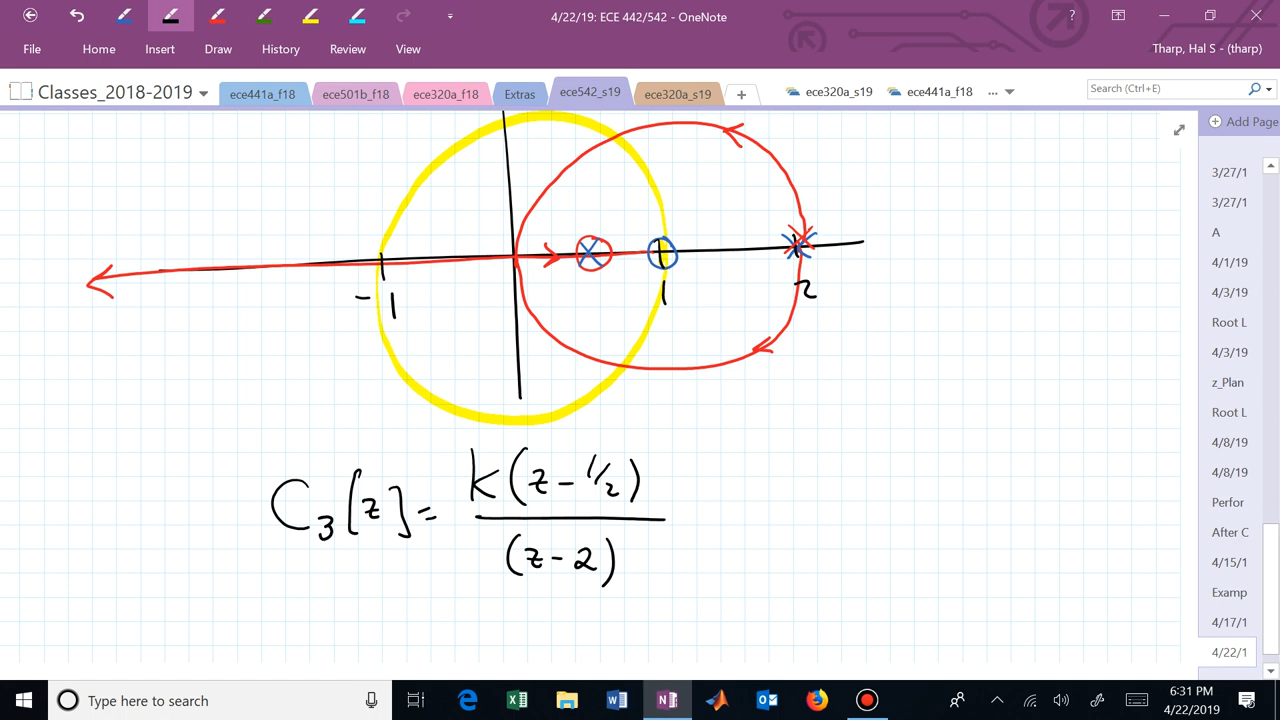 4/22/19: ECE 442/542 - OneNote
?
File Home Insert Draw History Review View
Tharp, Hal S - (tharp)
Classes_2018-2019
ece441a_f18 ece501b_f18 ece320a_f18 Extras ece542_s19 ece320a_s19 + ece320a_s19 ece441a_f18 ...
Search (Ctrl+E)
+ Add Page
3/27/1
3/27/1
A
4/1/19
4/3/19
Root L
4/3/19
z_Plan
Root L
4/8/19
4/8/19
Perfor
After C
4/15/1
Examp
4/17/1
4/22/1
-1 1 2
C₃[z] = K(z - 1/2)
(z - 2)
Type here to search
6:31 PM
4/22/2019